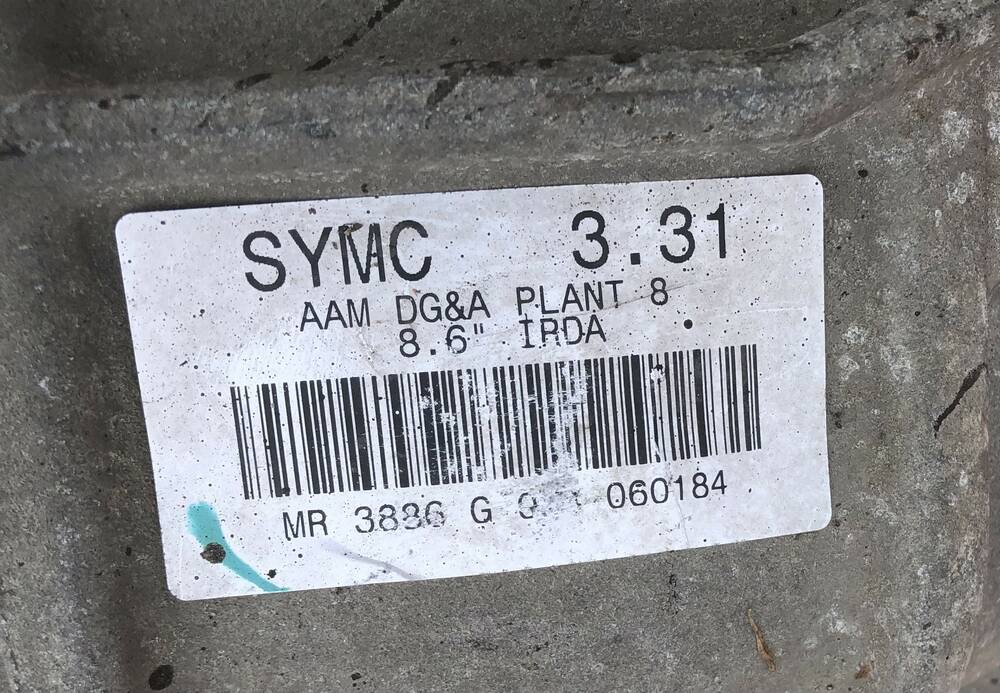 SYMC 3.31
AAM DG&A PLANT 8
8.6" IRDA
MR 3886 G 060184